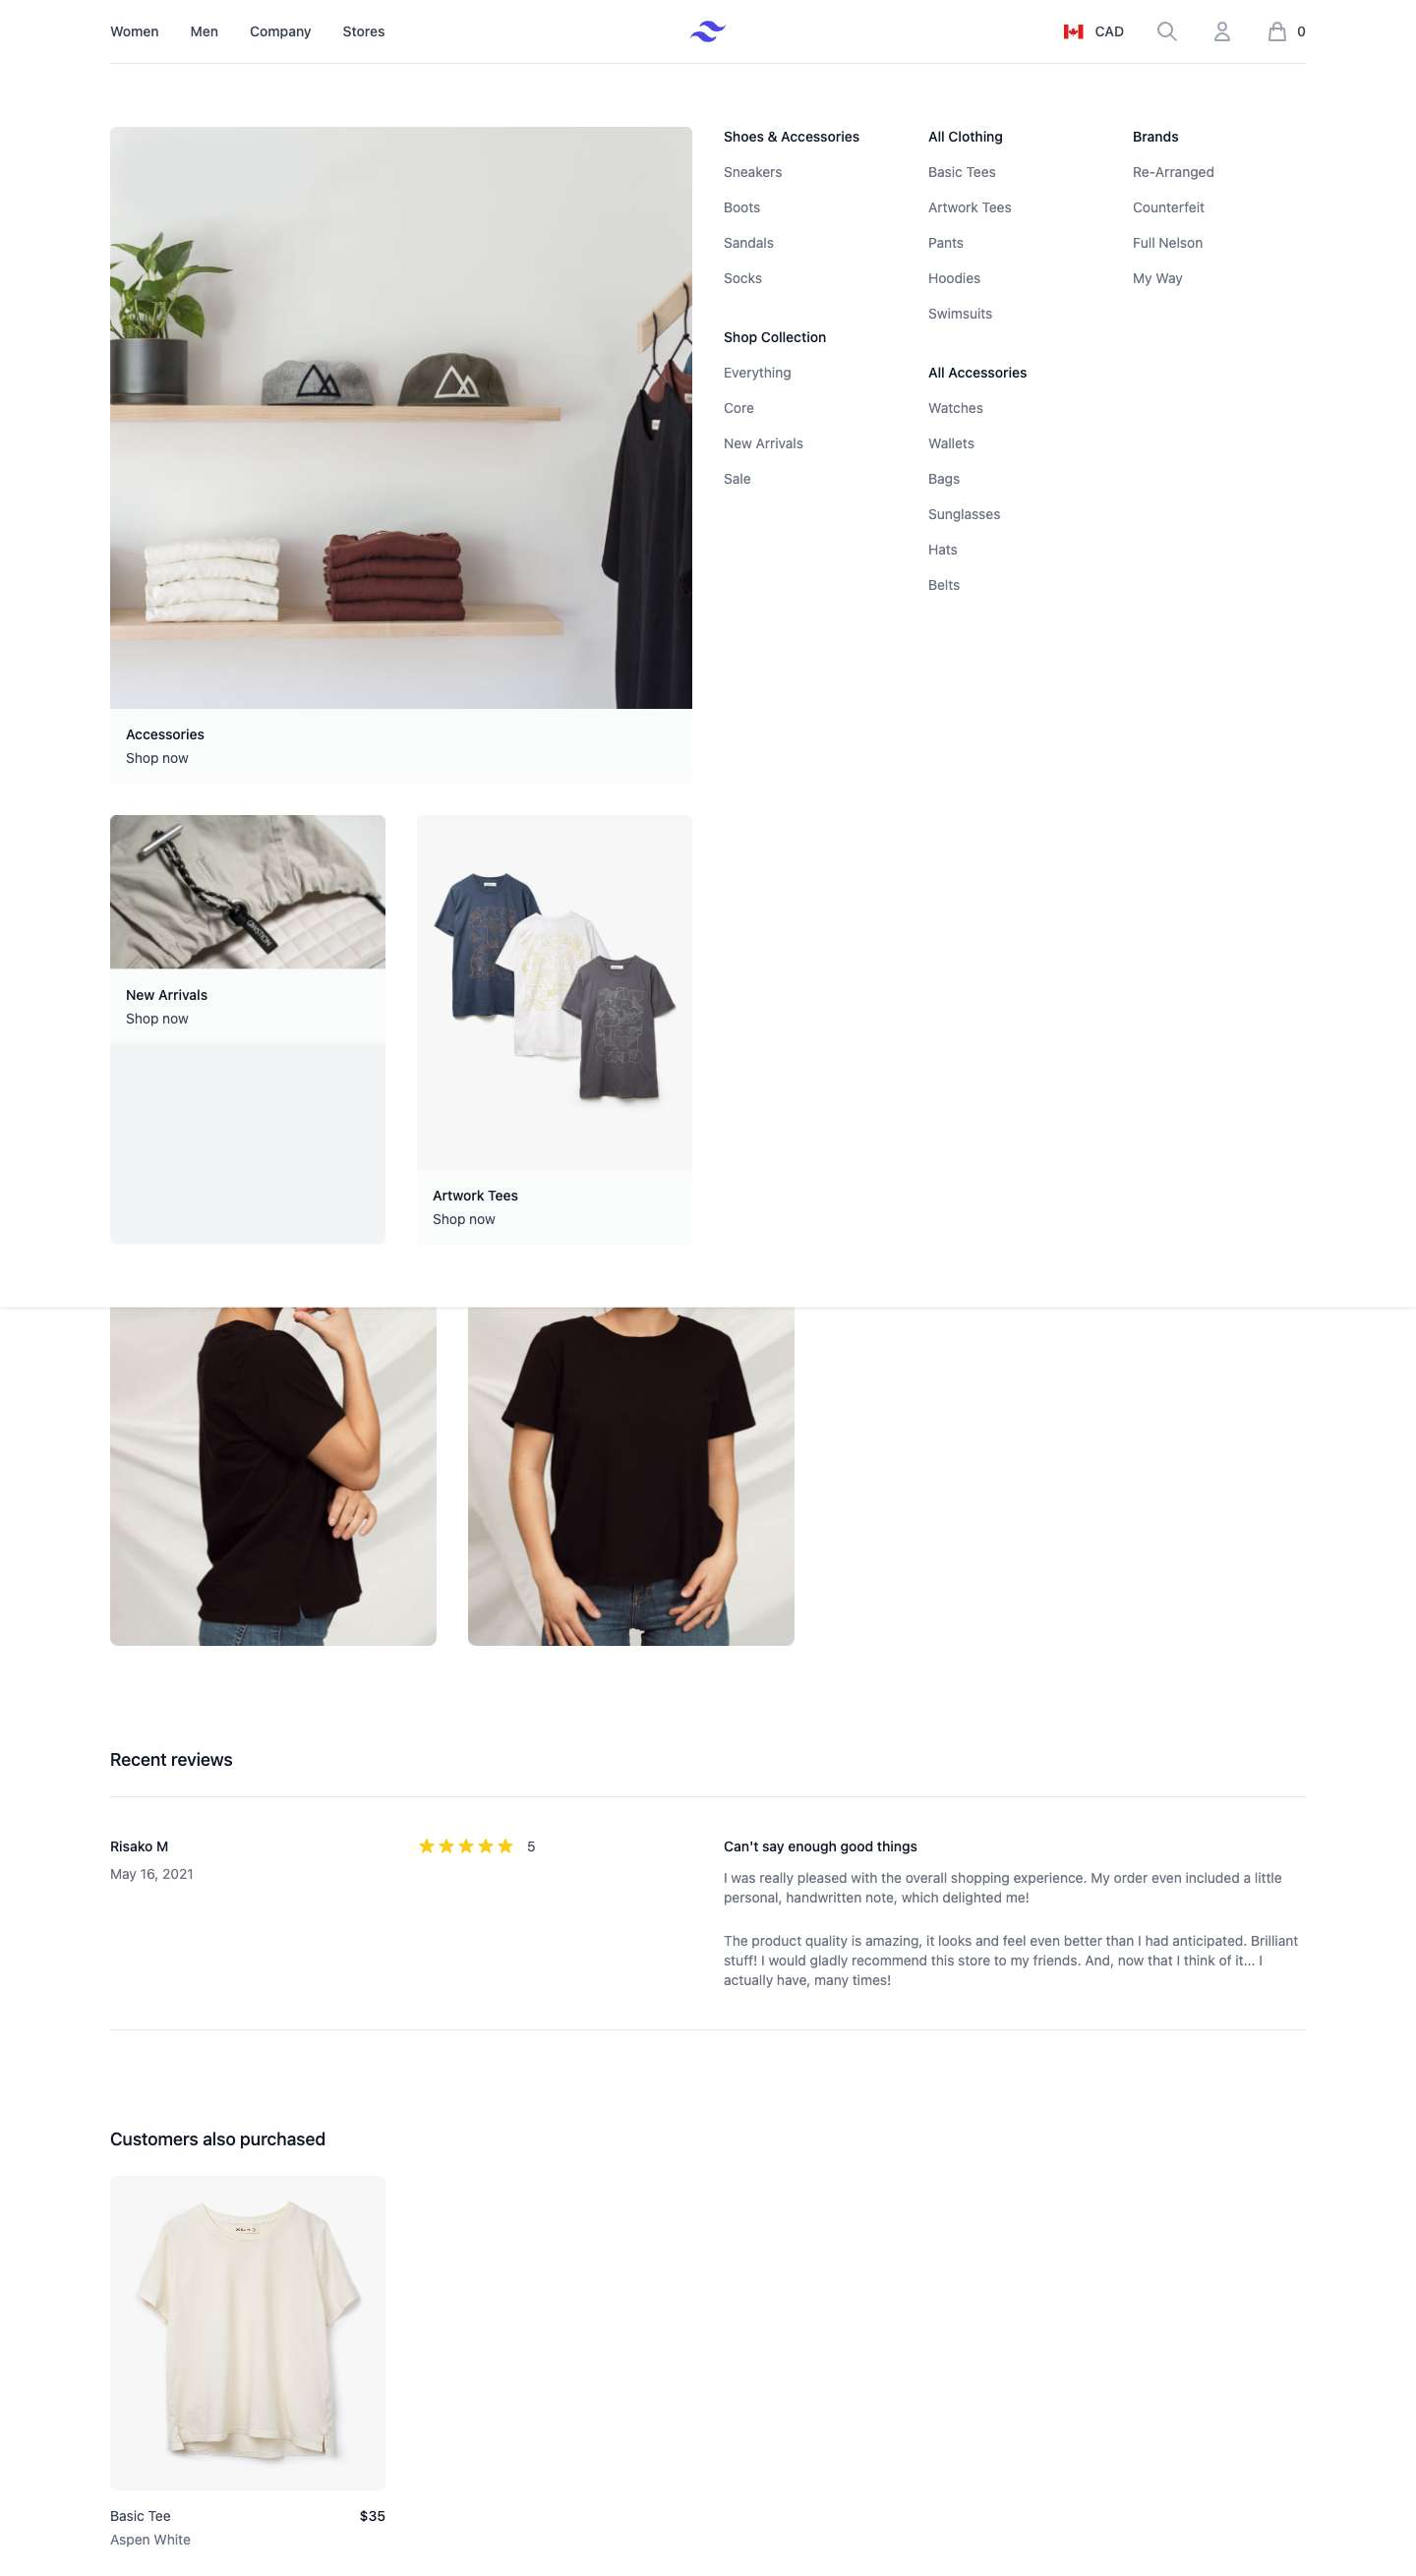 Women
Men
Company
Stores
CAD
0
Shoes & Accessories
Sneakers
Boots
Sandals
Socks
Shop Collection
Everything
Core
New Arrivals
Sale
All Clothing
Basic Tees
Artwork Tees
Pants
Hoodies
Swimsuits
All Accessories
Watches
Wallets
Bags
Sunglasses
Hats
Belts
Brands
Re-Arranged
Counterfeit
Full Nelson
My Way
Accessories
Shop now
New Arrivals
Shop now
Artwork Tees
Shop now
Recent reviews
Risako M
May 16, 2021
5
Can't say enough good things
I was really pleased with the overall shopping experience. My order even included a little
personal, handwritten note, which delighted me!
The product quality is amazing, it looks and feel even better than I had anticipated. Brilliant
stuff! I would gladly recommend this store to my friends. And, now that I think of it... I
actually have, many times!
Customers also purchased
Basic Tee
$35
Aspen White